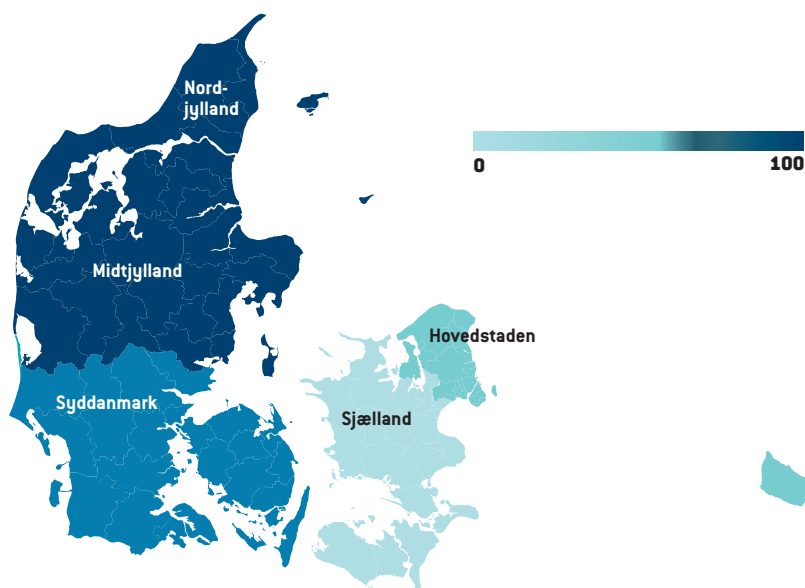 Nord-
jylland
0
100
Midtjylland
Hovedstaden
Syddanmark
Sjælland